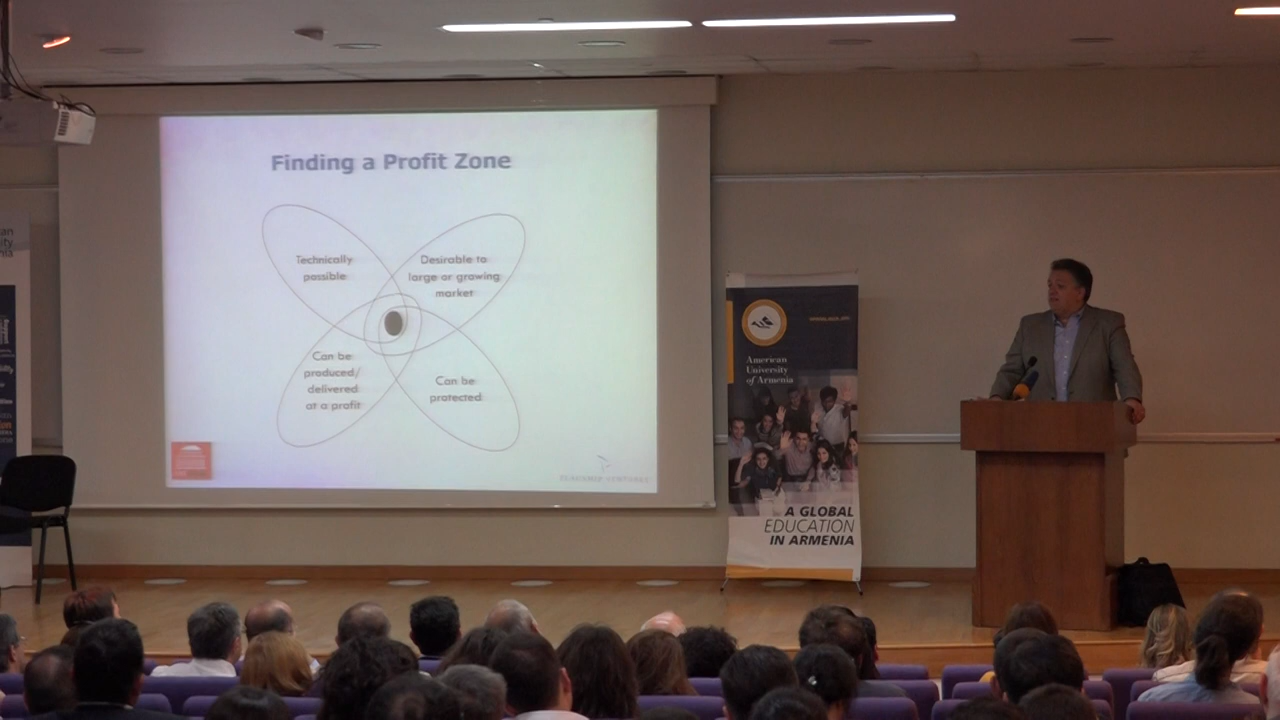 Finding a Profit Zone
Technically
possible
Desirable to
large or growing
market
Can be
produced/
delivered
at a profit
Can be
protected
American
University
of Armenia
A GLOBAL
EDUCATION
IN ARMENIA